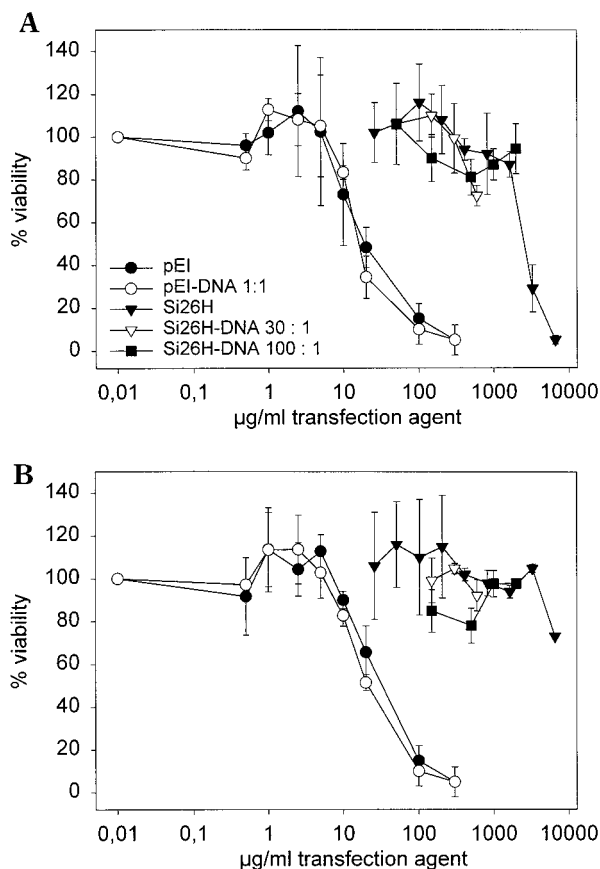 A
140
120
100
80
60
40
20
0
% viability
pEI
pEI-DNA 1:1
Si26H
Si26H-DNA 30 : 1
Si26H-DNA 100 : 1
0,01 0,1 1 10 100 1000 10000
µg/ml transfection agent
B
140
120
100
80
60
40
20
0
% viability
0,01 0,1 1 10 100 1000 10000
µg/ml transfection agent